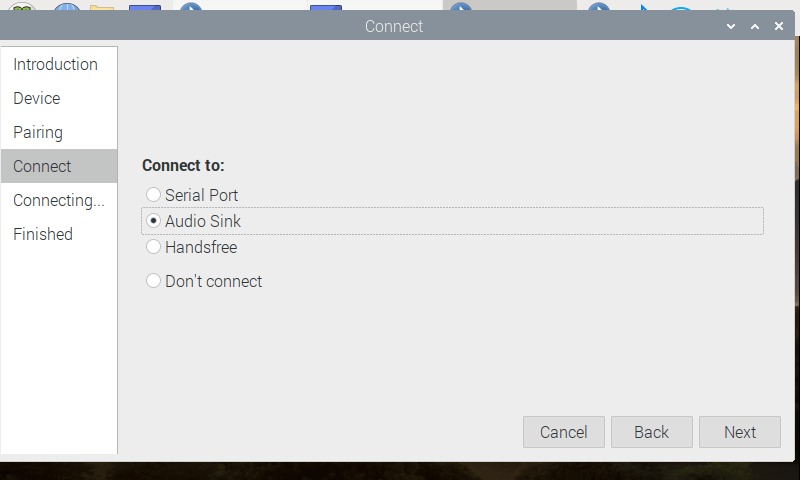 Connect
Introduction
Device
Pairing
Connect
Connecting...
Finished
Connect to:
Serial Port
Audio Sink
Handsfree
Don't connect
Cancel
Back
Next